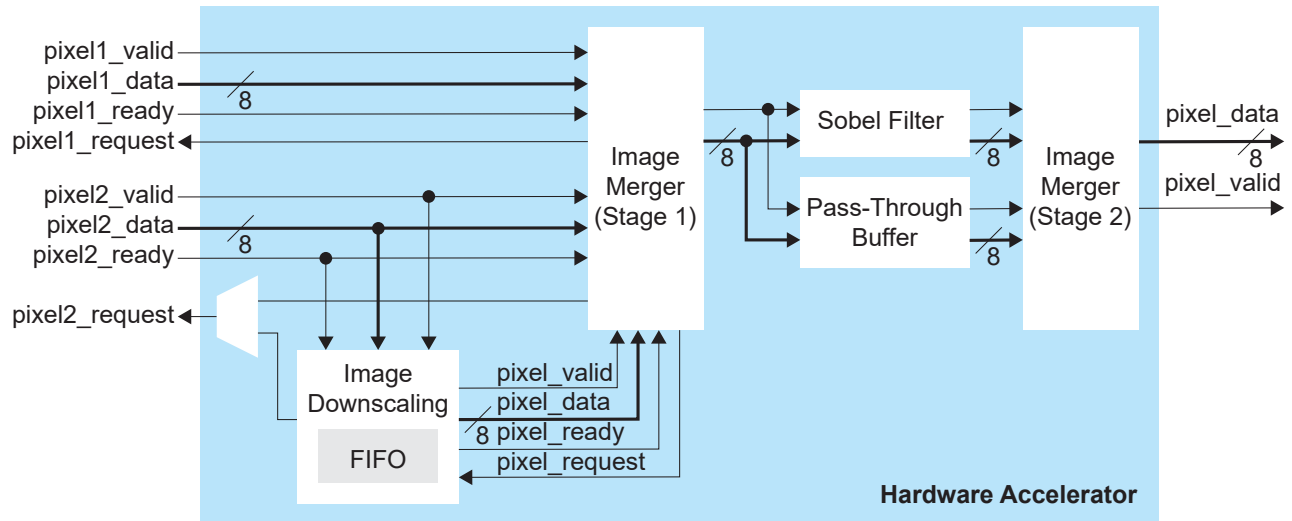 pixel1_valid
pixel1_data
8
pixel1_ready
pixel1_request
pixel2_valid
pixel2_data
8
pixel2_ready
pixel2_request
Image
Merger
(Stage 1)
8
Sobel Filter
8
Pass-Through
Buffer
8
Image
Merger
(Stage 2)
pixel_data
8
pixel_valid
Image
Downscaling
FIFO
pixel_valid
pixel_data
8
pixel_ready
pixel_request
Hardware Accelerator